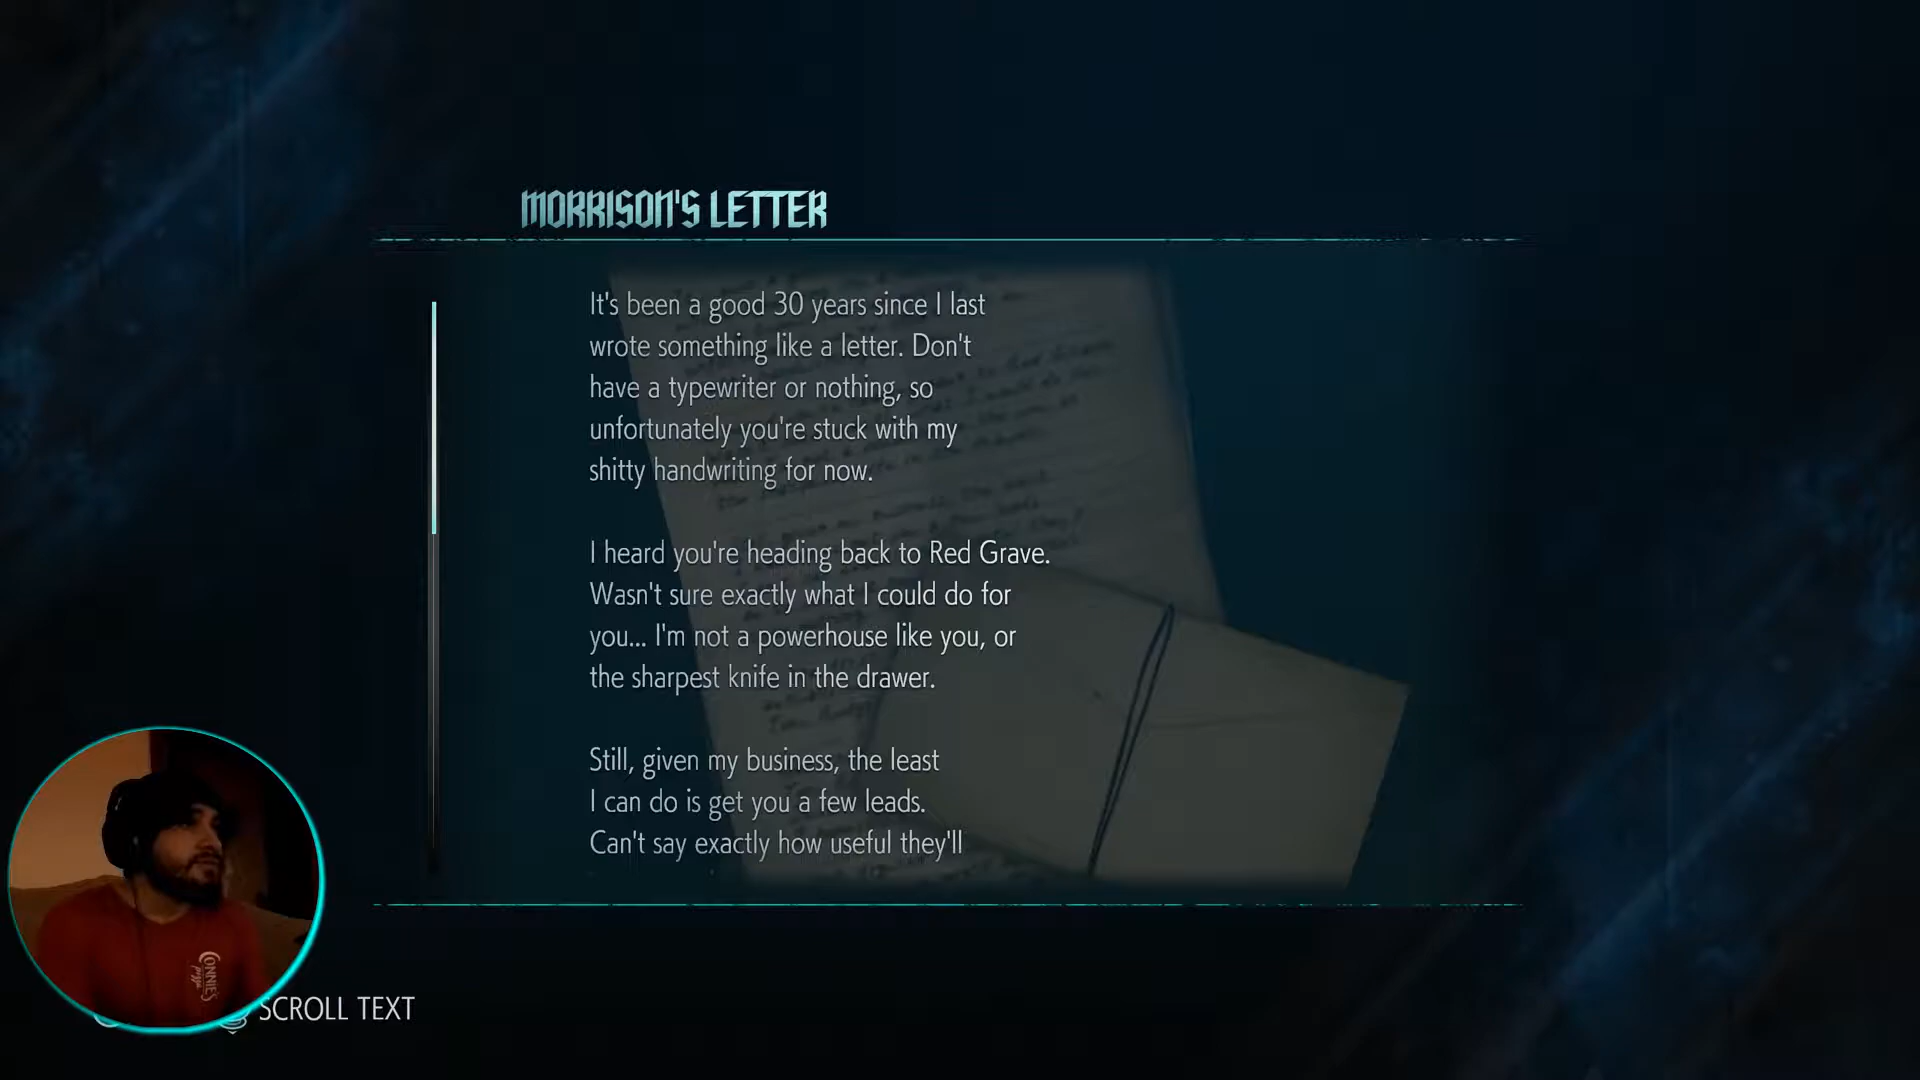 MORRISON'S LETTER
It's been a good 30 years since I last
wrote something like a letter. Don't
have a typewriter or nothing, so
unfortunately you're stuck with my
shitty handwriting for now.
I heard you're heading back to Red Grave.
Wasn't sure exactly what I could do for
you... I'm not a powerhouse like you, or
the sharpest knife in the drawer.
Still, given my business, the least
I can do is get you a few leads.
Can't say exactly how useful they'll
CONNIE'S
pizza
SCROLL TEXT